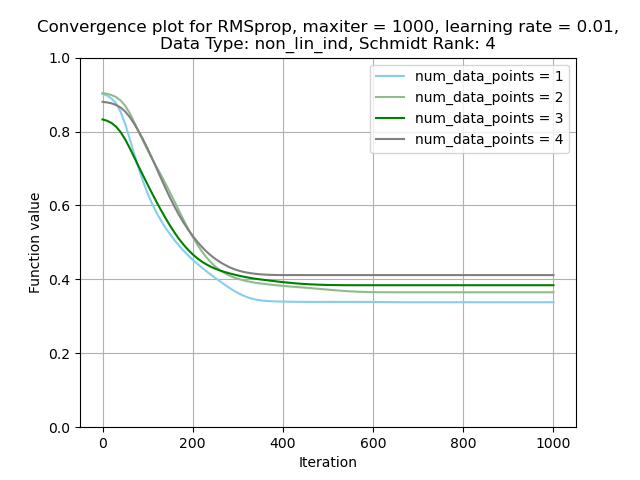 Convergence plot for RMSprop, maxiter = 1000, learning rate = 0.01,
Data Type: non_lin_ind, Schmidt Rank: 4
num_data_points = 1
num_data_points = 2
num_data_points = 3
num_data_points = 4
Function value
1.0
0.8
0.6
0.4
0.2
0.0
0 200 400 600 800 1000
Iteration